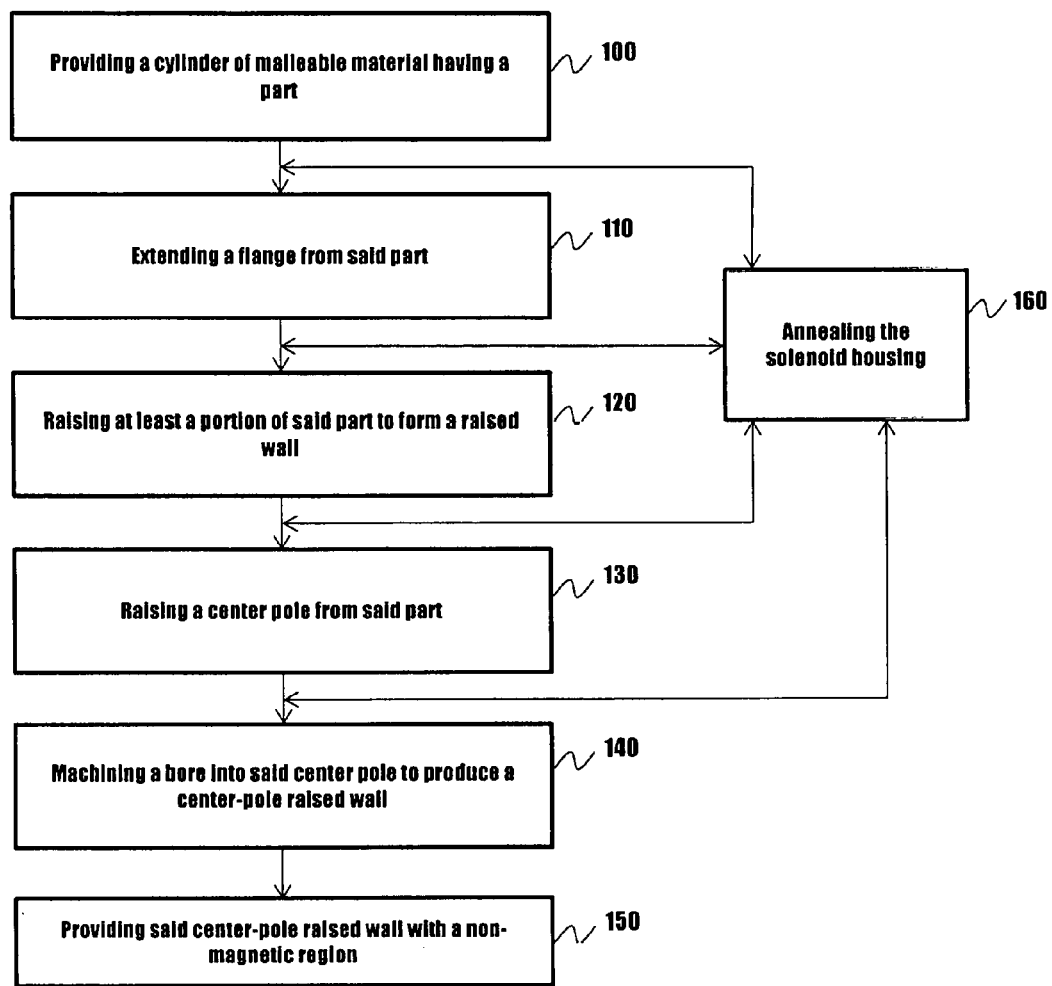 Providing a cylinder of malleable material having a
part
100
Extending a flange from said part
110
Annealing the
solenoid housing
160
Raising at least a portion of said part to form a raised
wall
120
Raising a center pole from said part
130
Machining a bore into said center pole to produce a
center-pole raised wall
140
Providing said center-pole raised wall with a non-
magnetic region
150